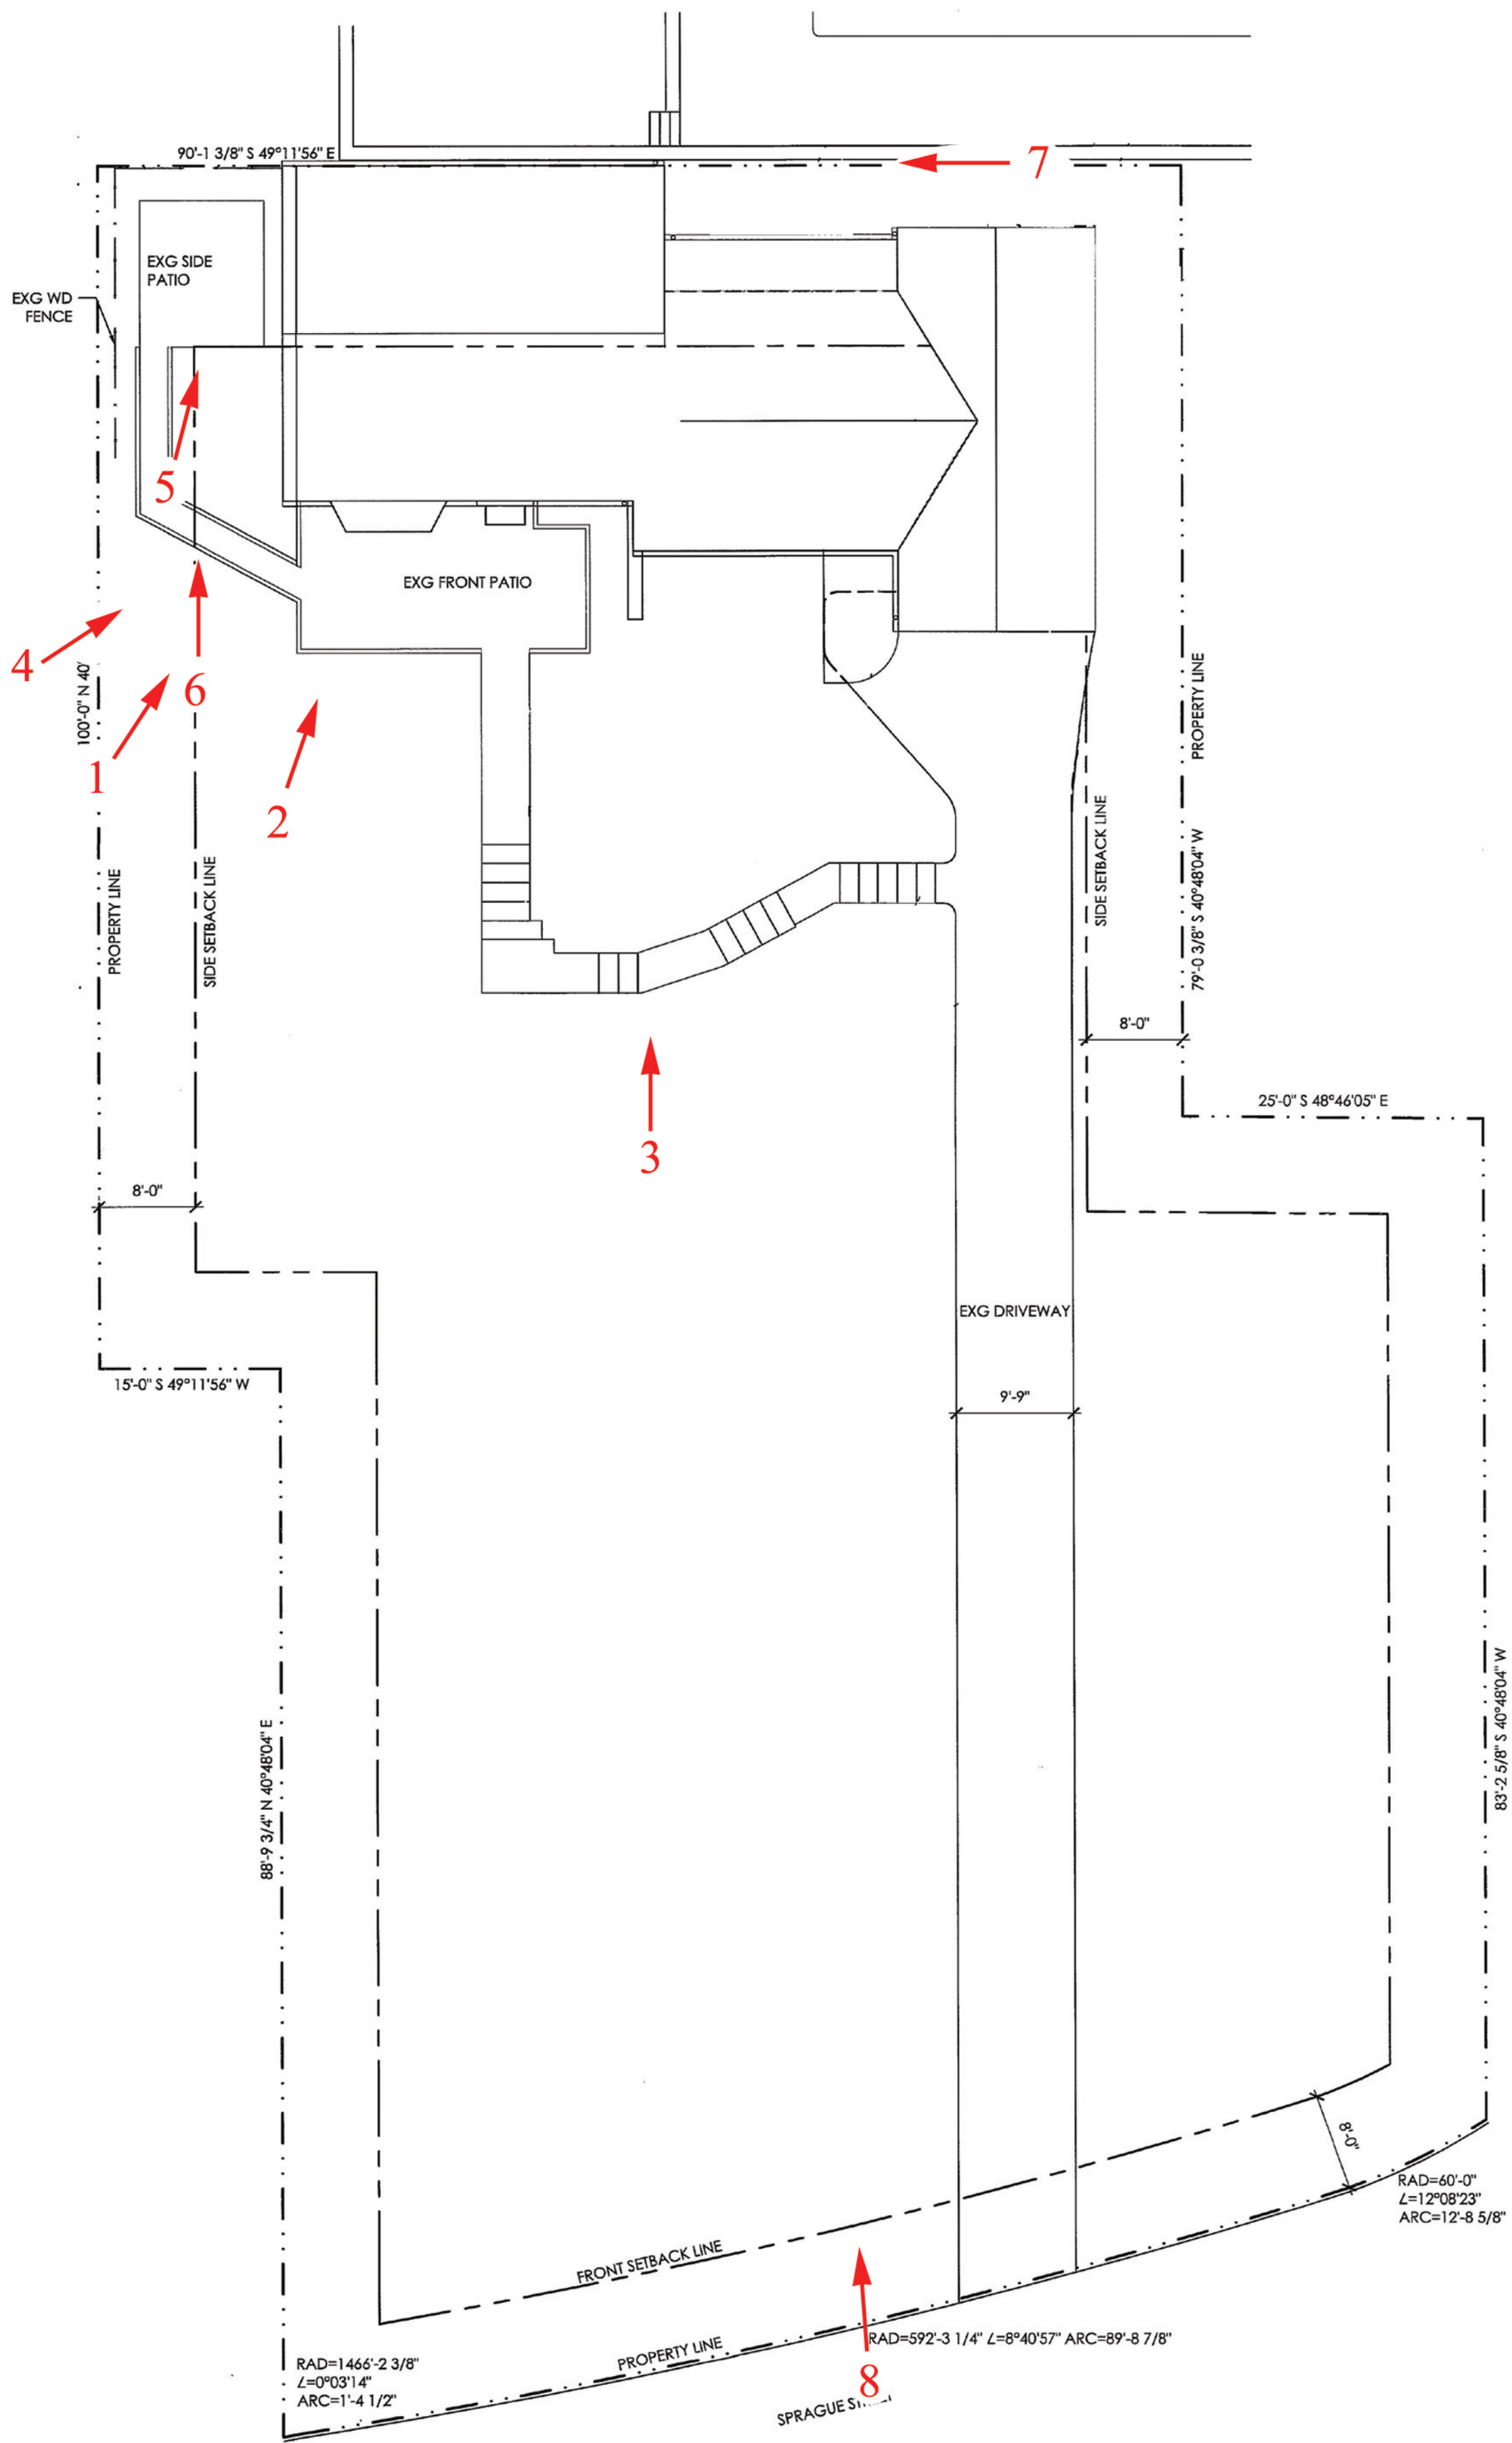 90'-1 3/8" S 49°11'56" E
7
EXG SIDE
PATIO
EXG WD
FENCE
5
EXG FRONT PATIO
4
6
100'-0" N 40'
1
2
PROPERTY LINE
SIDE SETBACK LINE
PROPERTY LINE
79'-0 3/8" S 40°48'04" W
SIDE SETBACK LINE
8'-0"
25'-0" S 48°46'05" E
3
8'-0"
EXG DRIVEWAY
15'-0" S 49°11'56" W
9'-9"
88'-9 3/4" N 40°48'04" E
83'-2 5/8" S 40°48'04" W
8'-0"
RAD=60'-0"
∠=12°08'23"
ARC=12'-8 5/8"
FRONT SETBACK LINE
PROPERTY LINE
RAD=592'-3 1/4" ∠=8°40'57" ARC=89'-8 7/8"
RAD=1466'-2 3/8"
∠=0°03'14"
ARC=1'-4 1/2"
8
SPRAGUE